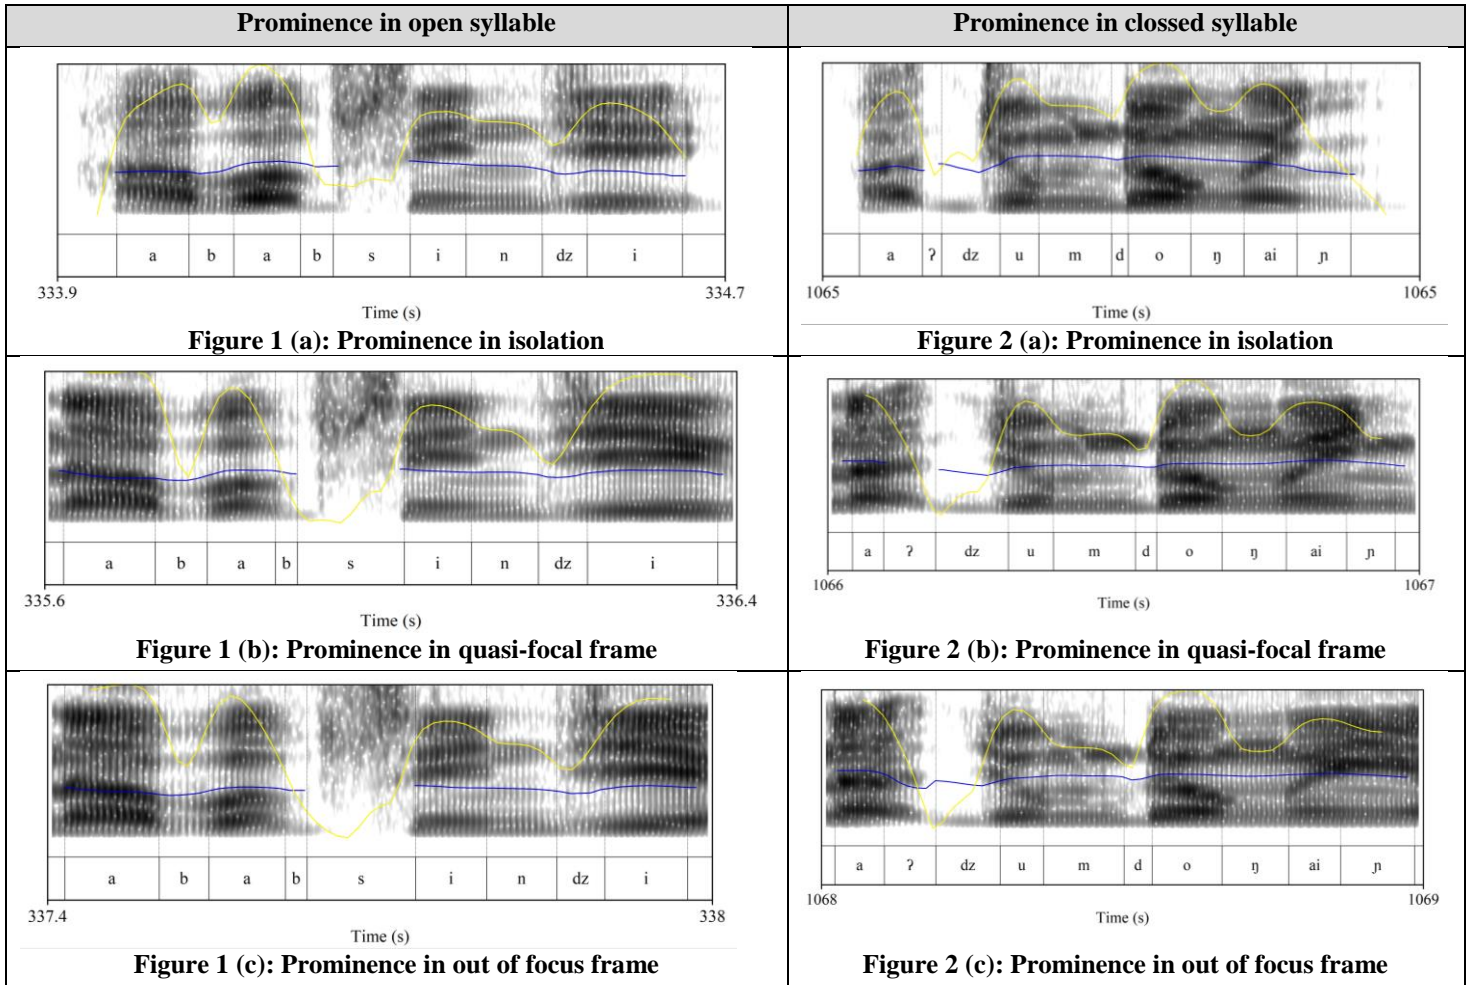 Prominence in open syllable
Prominence in clossed syllable
a b a b s i n dz i
333.9 334.7
Time (s)
Figure 1 (a): Prominence in isolation
a ʔ dz u m d o ŋ ai ɲ
1065 1065
Time (s)
Figure 2 (a): Prominence in isolation
a b a b s i n dz i
335.6 336.4
Time (s)
Figure 1 (b): Prominence in quasi-focal frame
a ʔ dz u m d o ŋ ai ɲ
1066 1067
Time (s)
Figure 2 (b): Prominence in quasi-focal frame
a b a b s i n dz i
337.4 338
Time (s)
Figure 1 (c): Prominence in out of focus frame
a ʔ dz u m d o ŋ ai ɲ
1068 1069
Time (s)
Figure 2 (c): Prominence in out of focus frame